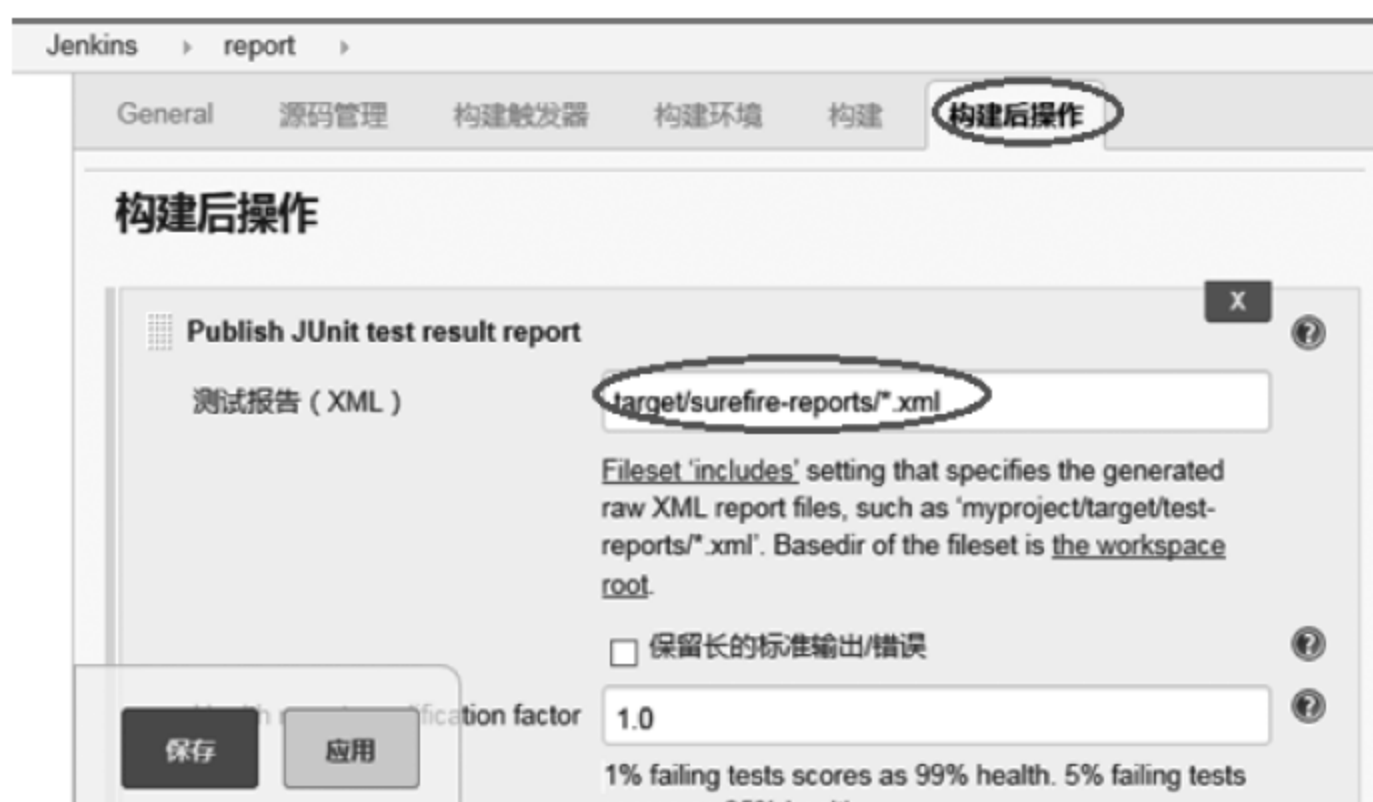 Jenkins report
General 源码管理 构建触发器 构建环境 构建 构建后操作
构建后操作
X
Publish JUnit test result report
测试报告 ( XML )
target/surefire-reports/*.xml
Fileset 'includes' setting that specifies the generated
raw XML report files, such as 'myproject/target/test-
reports/*.xml'. Basedir of the fileset is the workspace
root.
保留长的标准输出/错误
factor
1.0
保存 应用
1% failing tests scores as 99% health. 5% failing tests